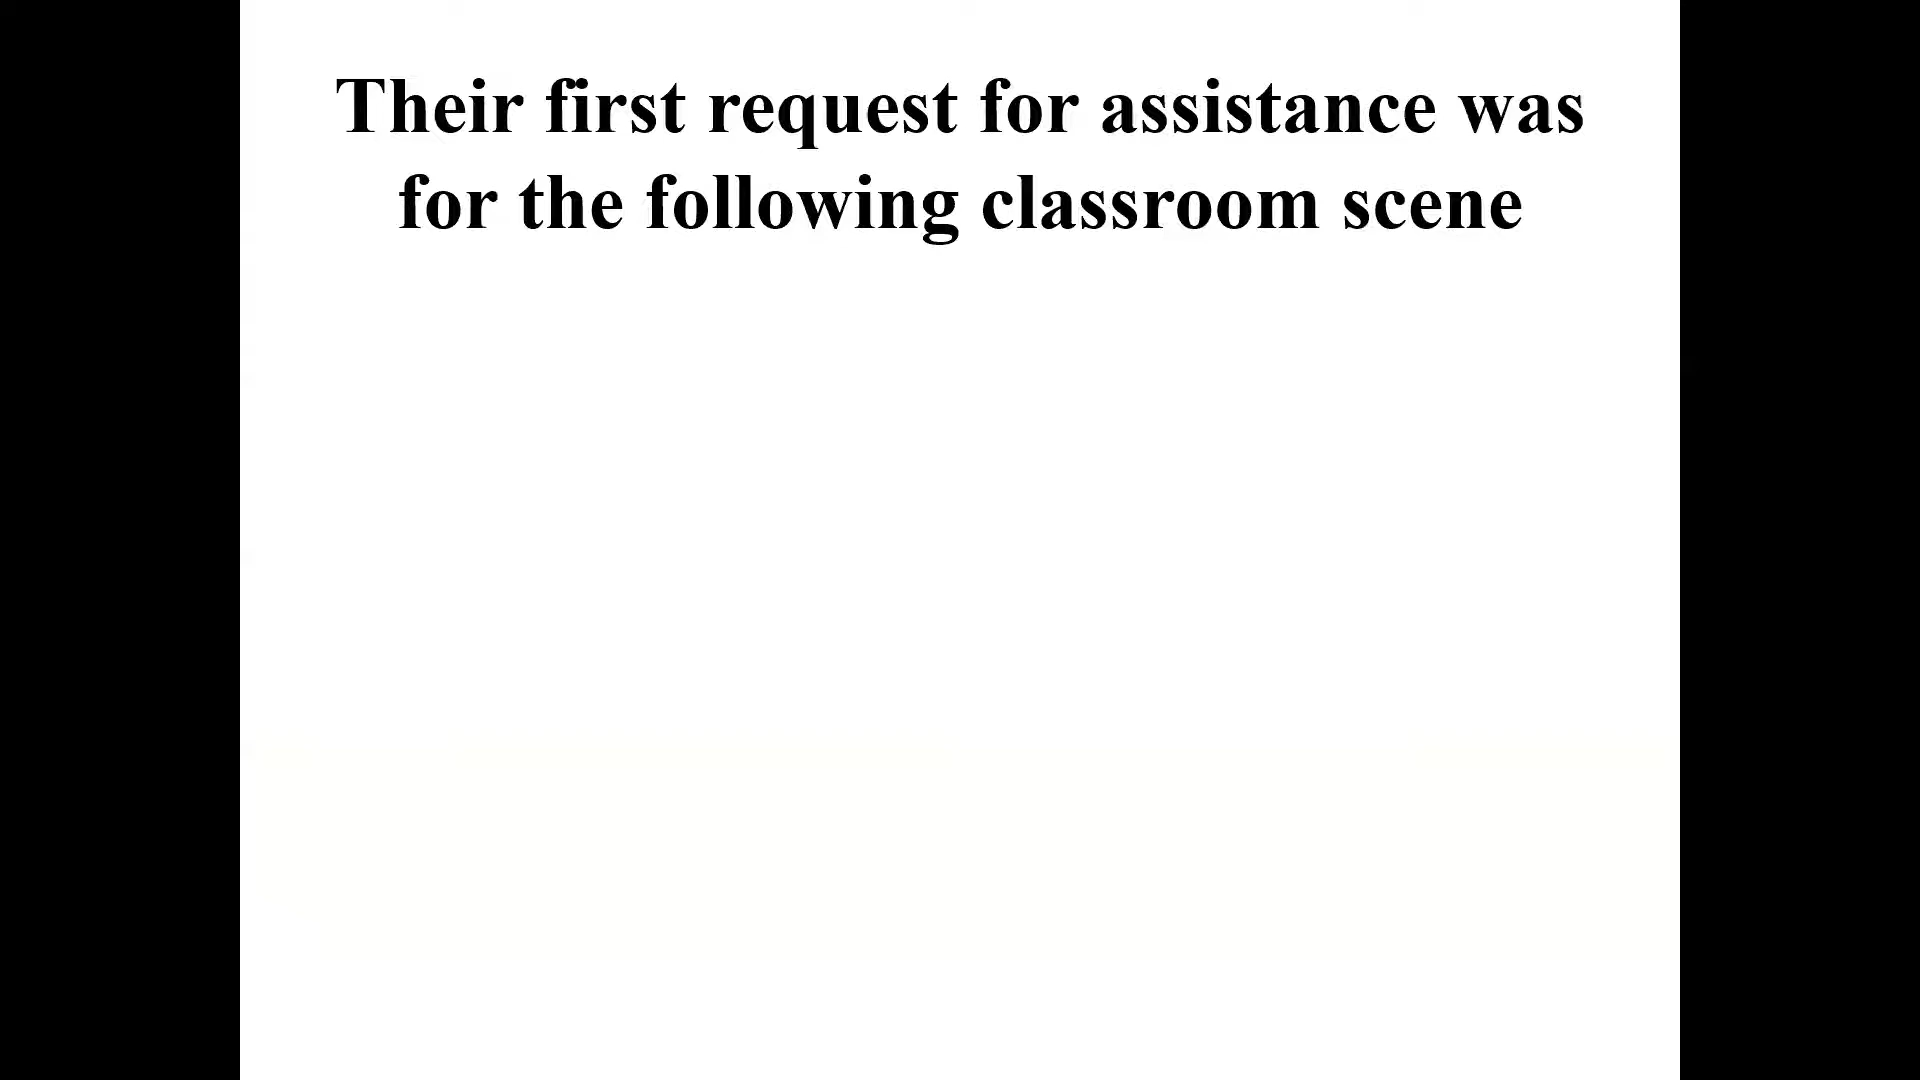 Their first request for assistance was
for the following classroom scene